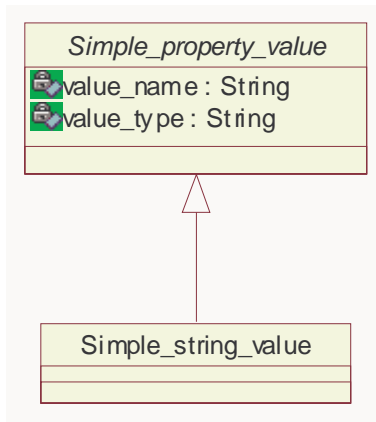 Simple_property_value
value_name : String
value_type : String
Simple_string_value